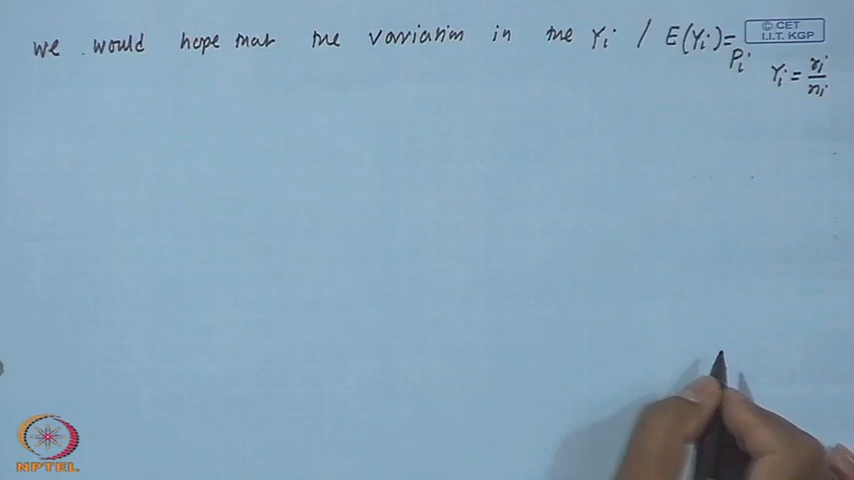 we would hope that the variation in the Yi / E(Yi) =
Pi
Yi = ri/ni
© CET
I.I.T. KGP
NPTEL